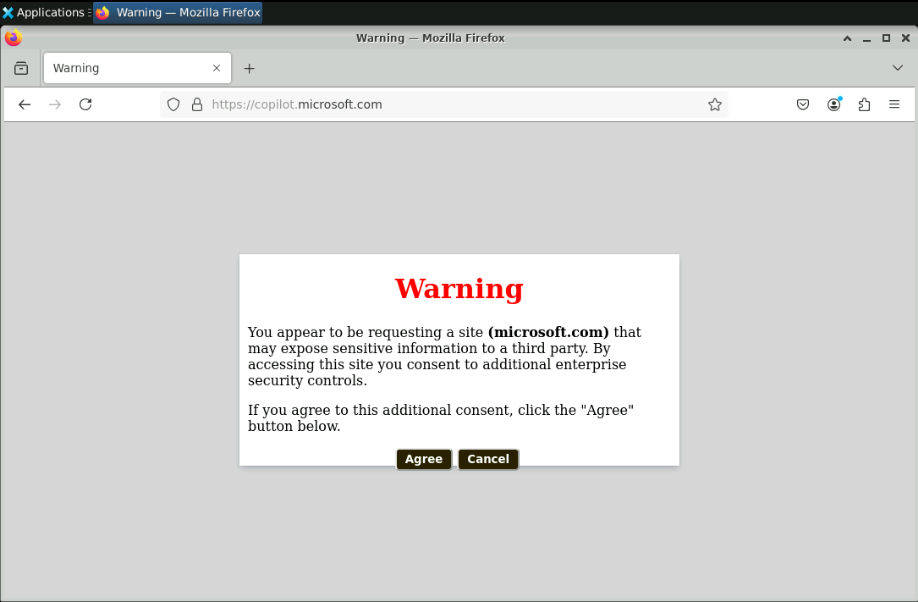 Applications
Warning — Mozilla Firefox
Warning — Mozilla Firefox
Warning
https://copilot.microsoft.com
Warning
You appear to be requesting a site (microsoft.com) that
may expose sensitive information to a third party. By
accessing this site you consent to additional enterprise
security controls.
If you agree to this additional consent, click the "Agree"
button below.
Agree Cancel